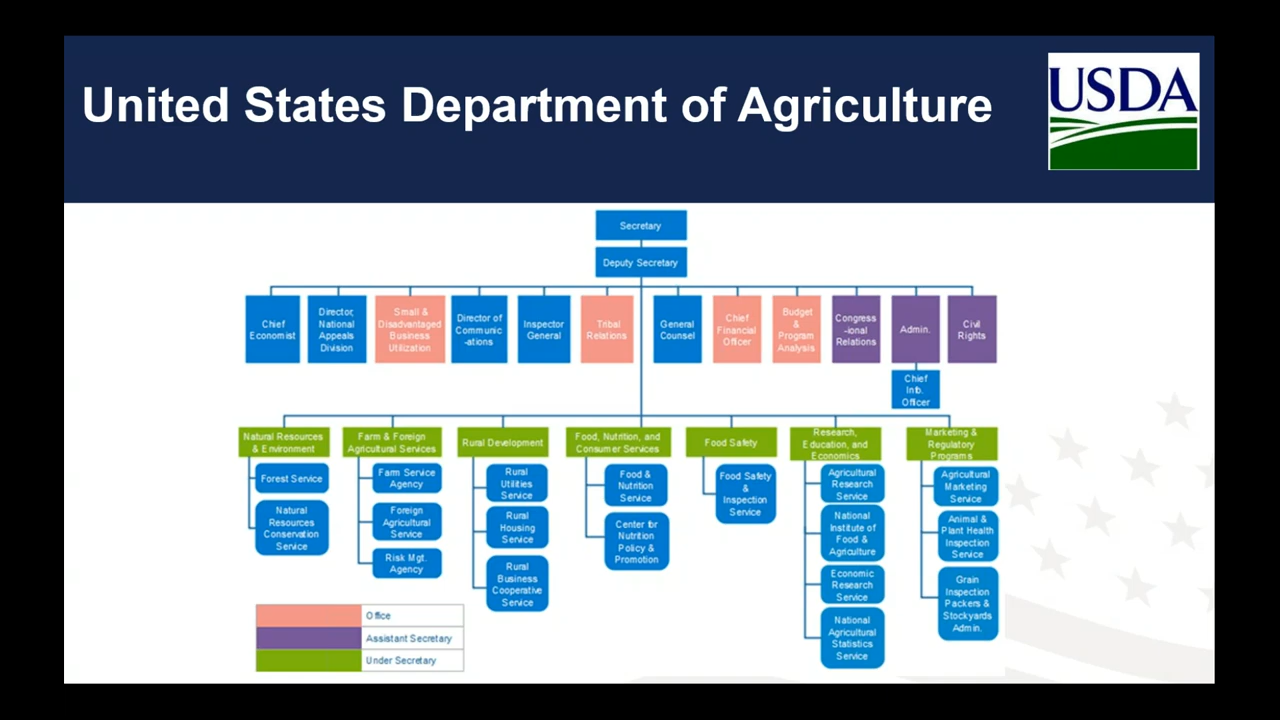 United States Department of Agriculture
USDA
Secretary
Deputy Secretary
Chief
Economist
Director,
National
Appeals
Division
Small &
Disadvantaged
Business
Utilization
Director of
Communic
-ations
Inspector
General
Tribal
Relations
General
Counsel
Chief
Financial
Officer
Budget
&
Program
Analysis
Congress
-ional
Relations
Admin.
Civil
Rights
Chief
Info.
Officer
Natural Resources
& Environment
Forest Service
Natural
Resources
Conservation
Service
Farm & Foreign
Agricultural Services
Farm Service
Agency
Foreign
Agricultural
Service
Risk Mgt.
Agency
Rural Development
Rural
Utilities
Service
Rural
Housing
Service
Rural
Business
Cooperative
Service
Food, Nutrition, and
Consumer Services
Food &
Nutrition
Service
Center for
Nutrition
Policy &
Promotion
Food Safety
Food Safety
&
Inspection
Service
Research,
Education, and
Economics
Agricultural
Research
Service
National
Institute of
Food &
Agriculture
Economic
Research
Service
National
Agricultural
Statistics
Service
Marketing &
Regulatory
Programs
Agricultural
Marketing
Service
Animal &
Plant Health
Inspection
Service
Grain
Inspection
Packers &
Stockyards
Admin.
Office
Assistant Secretary
Under Secretary